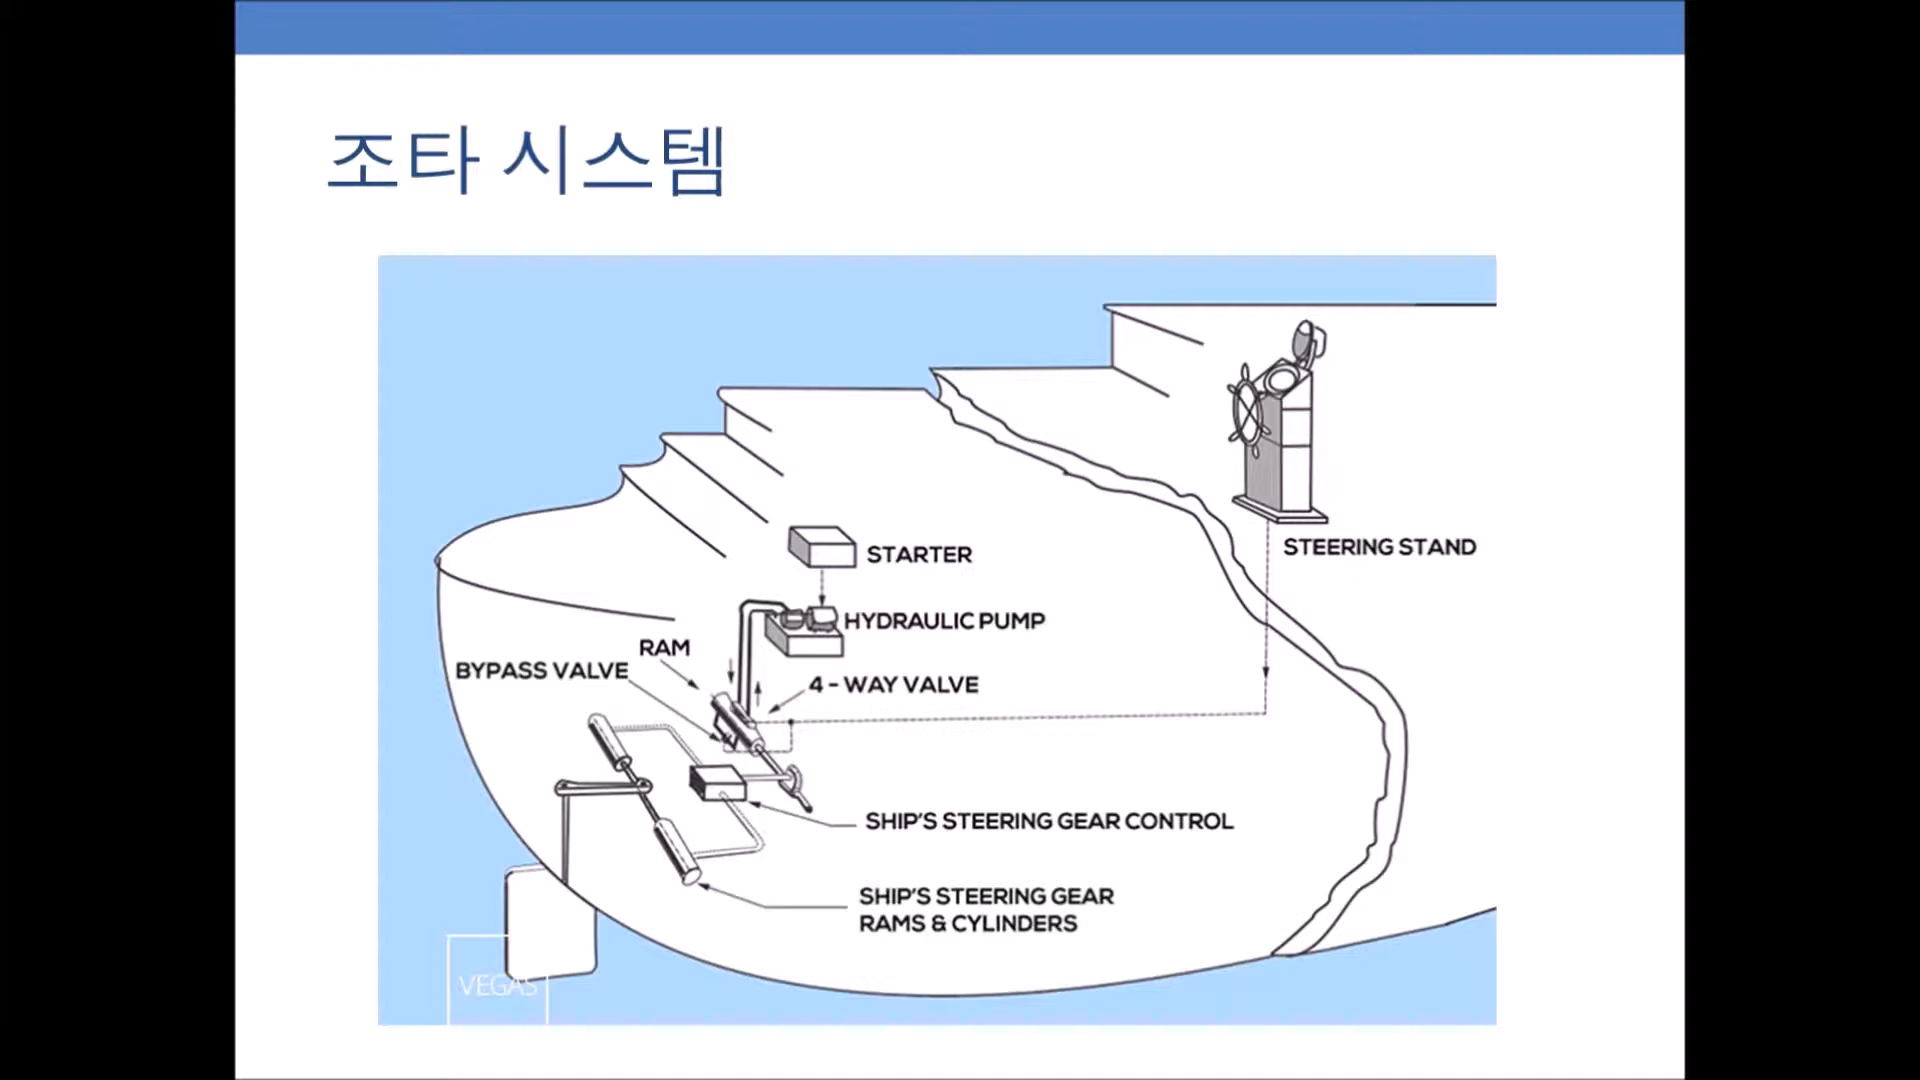 조타 시스템
STARTER
STEERING STAND
HYDRAULIC PUMP
RAM
BYPASS VALVE
4 - WAY VALVE
SHIP'S STEERING GEAR CONTROL
SHIP'S STEERING GEAR
RAMS & CYLINDERS
VEGAS